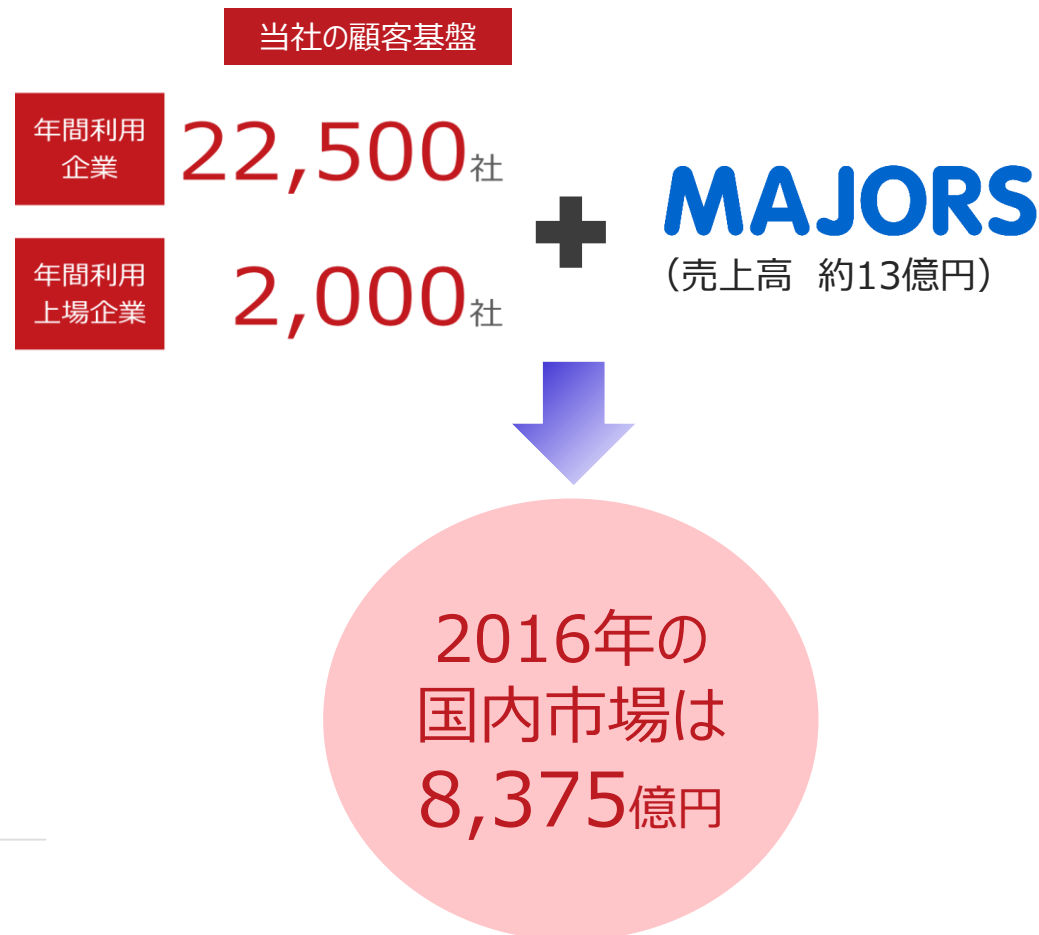 当社の顧客基盤
年間利用
企業
22,500社
年間利用
上場企業
2,000社
MAJORS
（売上高 約13億円）
2016年の
国内市場は
8,375億円